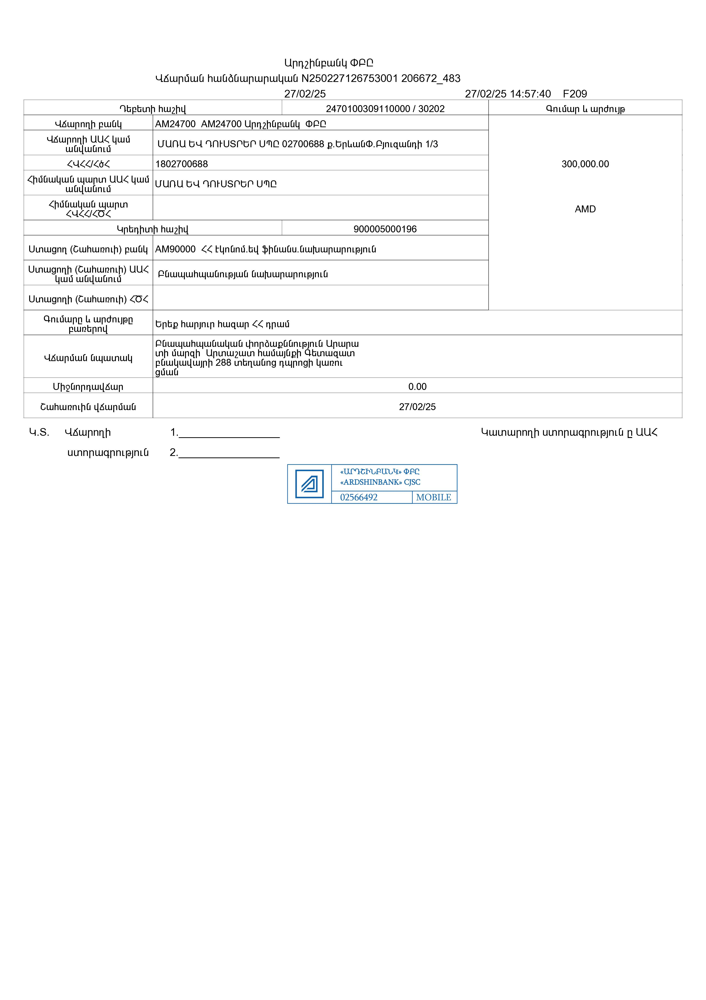 Արդշինբանկ ՓԲԸ
Վճարման հանձնարարական N250227126753001 206672_483
27/02/25 27/02/25 14:57:40 F209
Դեբետի հաշիվ 2470100309110000 / 30202 Գումար և արժույթ
Վճարողի բանկ AM24700 AM24700 Արդշինբանկ ՓԲԸ
Վճարողի ԱԱՀ կամ
անվանում
ՄԱՌԱ ԵՎ ԴՈՒՍՏՐԵՐ ՍՊԸ 02700688 ք.ԵրևանՓ.Բյուզանդի 1/3
ՀՎՀՀ/ՀծՀ 1802700688 300,000.00
Հիմնական պարտ ԱԱՀ կամ
անվանում
ՄԱՌԱ ԵՎ ԴՈՒՍՏՐԵՐ ՍՊԸ
Հիմնական պարտ
ՀՎՀՀ/ՀԾՀ
AMD
Կրեդիտի հաշիվ 900005000196
Ստացող (Շահառուի) բանկ AM90000 ՀՀ էկոնոմ.եվ ֆինանս.նախարարություն
Ստացողի (Շահառուի) ԱԱՀ
կամ անվանում
Բնապահպանության նախարարություն
Ստացողի (Շահառուի) ՀԾՀ
Գումարը և արժույթը
բառերով
Երեք հարյուր հազար ՀՀ դրամ
Վճարման նպատակ
Բնապահպանական փորձաքննություն Արարա
տի մարզի Արտաշատ համայնքի Գետազատ
բնակավայրի 288 տեղանոց դպրոցի կառու
ցման
Միջնորդավճար 0.00
Շահառուին վճարման 27/02/25
Կ.Տ. Վճարողի 1. Կատարողի ստորագրություն ը ԱԱՀ
ստորագրություն 2.
«ԱՐԴՇԻՆԲԱՆԿ» ՓԲԸ
«ARDSHINBANK» CJSC
02566492 MOBILE